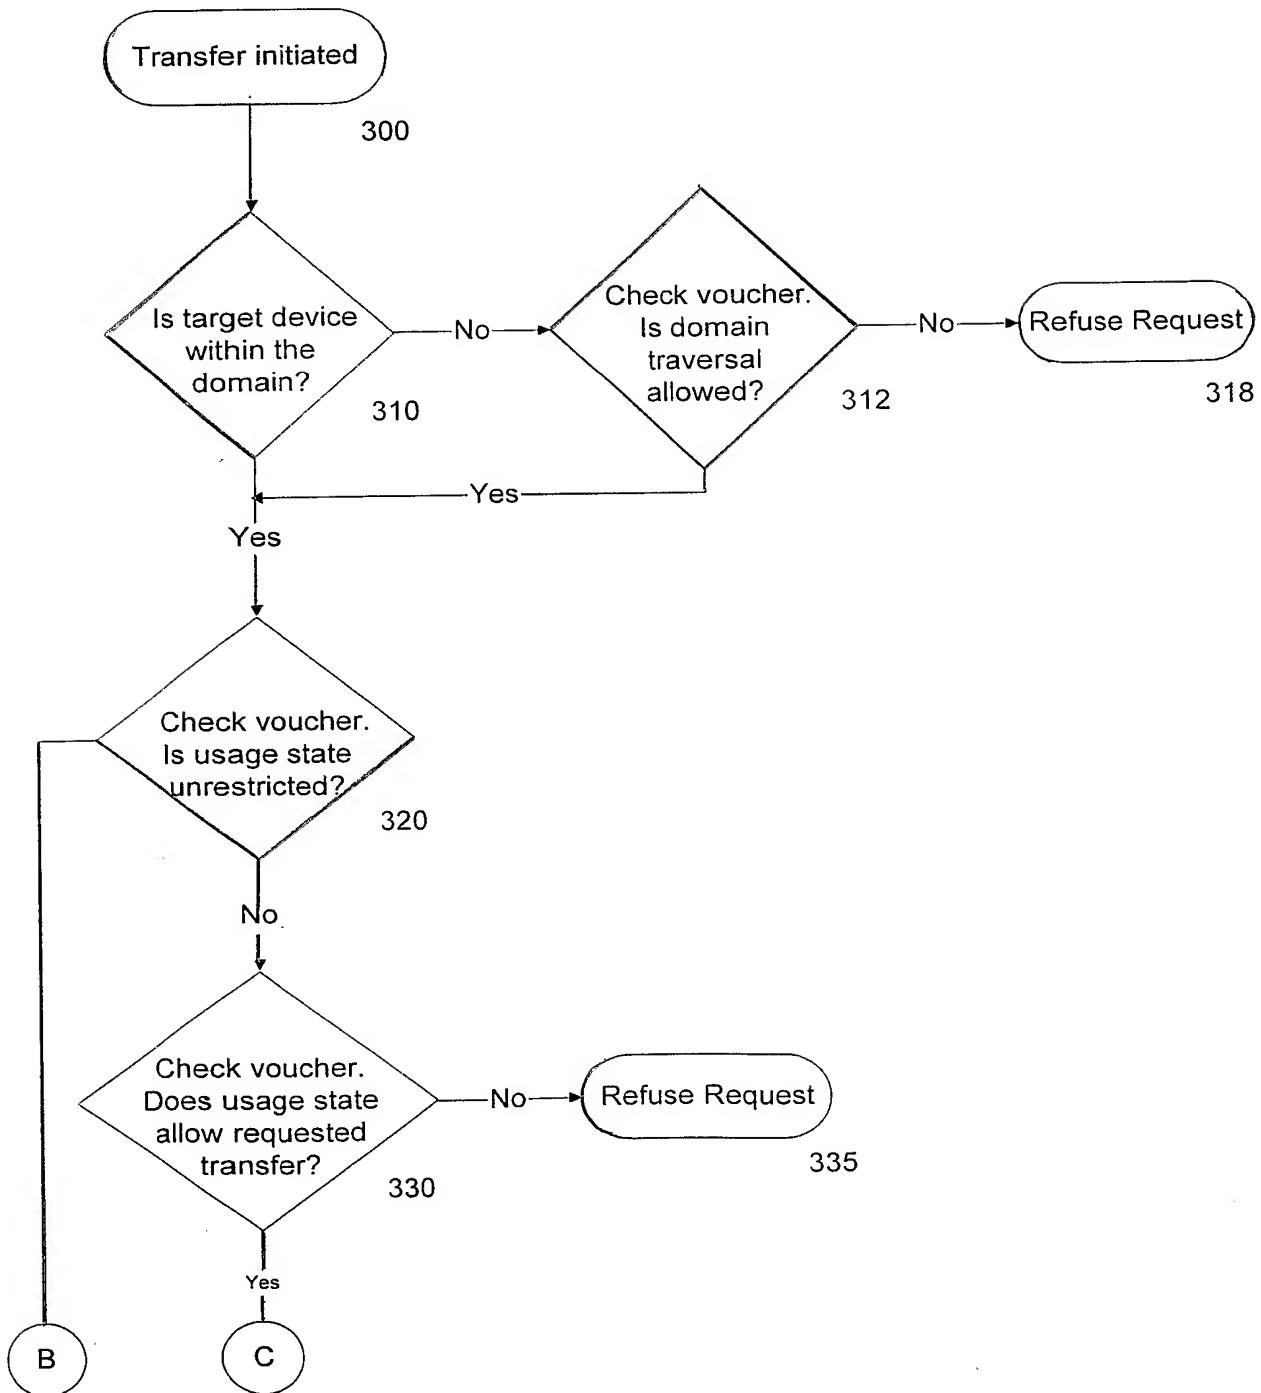 Transfer initiated
300
Is target device
within the
domain?
310
No
Check voucher.
Is domain
traversal
allowed?
312
No
Refuse Request
318
Yes
Yes
Check voucher.
Is usage state
unrestricted?
320
No
Check voucher.
Does usage state
allow requested
transfer?
330
No
Refuse Request
335
Yes
B
C